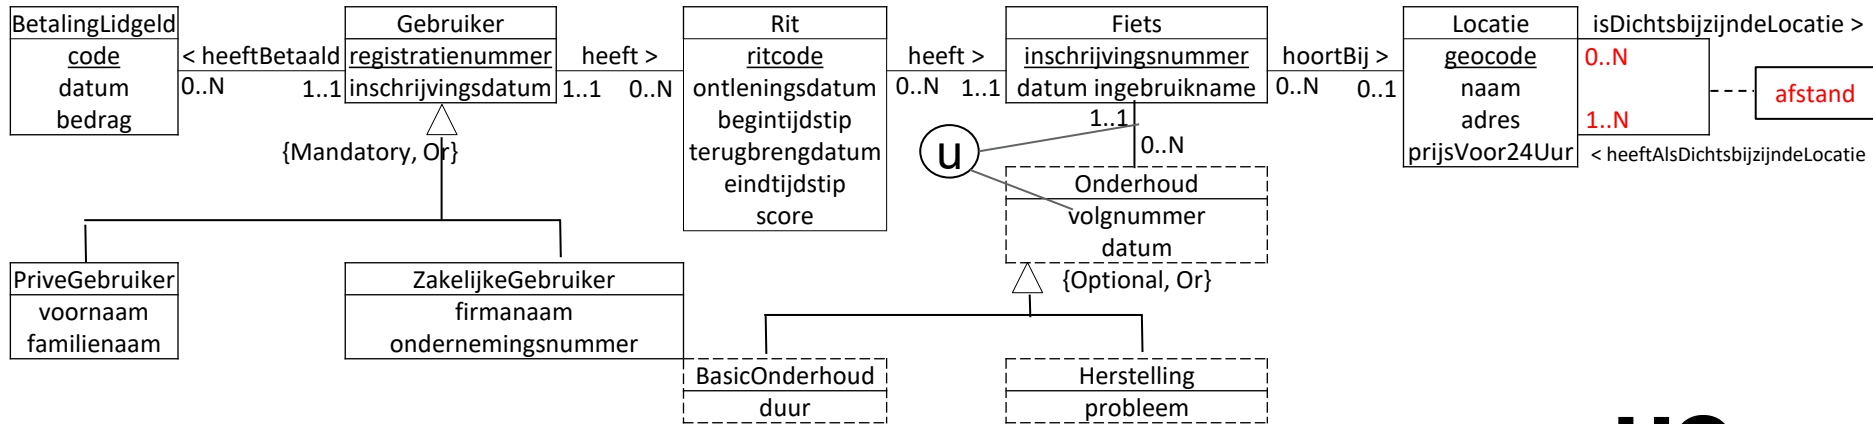 BetalingLidgeld
code
datum
bedrag
< heeftBetaald
0..N
1..1
Gebruiker
registratienummer
inschrijvingsdatum
{Mandatory, Or}
heeft >
1..1
0..N
Rit
ritcode
ontleningsdatum
begintijdstip
terugbrengdatum
eindtijdstip
score
heeft >
0..N
1..1
Fiets
inschrijvingsnummer
datum ingebruikname
hoortBij >
0..N
0..1
Locatie
geocode
naam
adres
prijsVoor24Uur
isDichtsbijzijndeLocatie >
0..N
afstand
1..N
< heeftAlsDichtsbijzijndeLocatie
1..1
0..N
u
Onderhoud
volgnummer
datum
{Optional, Or}
PriveGebruiker
voornaam
familienaam
ZakelijkeGebruiker
firmanaam
ondernemingsnummer
BasicOnderhoud
duur
Herstelling
probleem